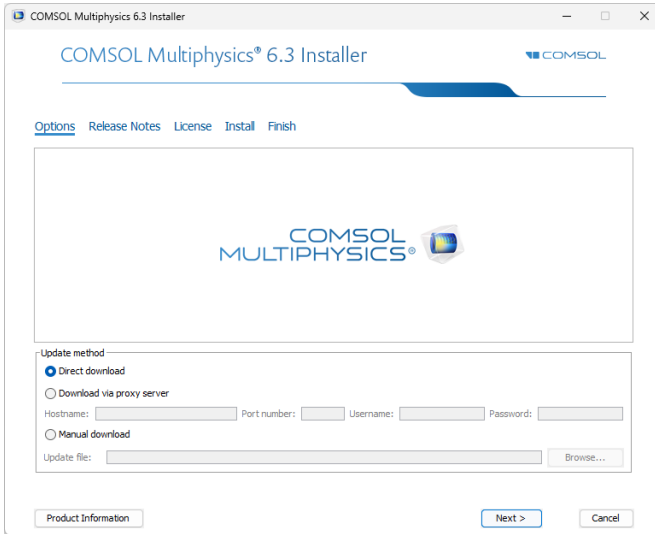 COMSOL Multiphysics 6.3 Installer
COMSOL Multiphysics® 6.3 Installer
COMSOL
Options Release Notes License Install Finish
COMSOL
MULTIPHYSICS®
Update method
Direct download
Download via proxy server
Hostname: Port number: Username: Password:
Manual download
Update file: Browse...
Product Information Next > Cancel